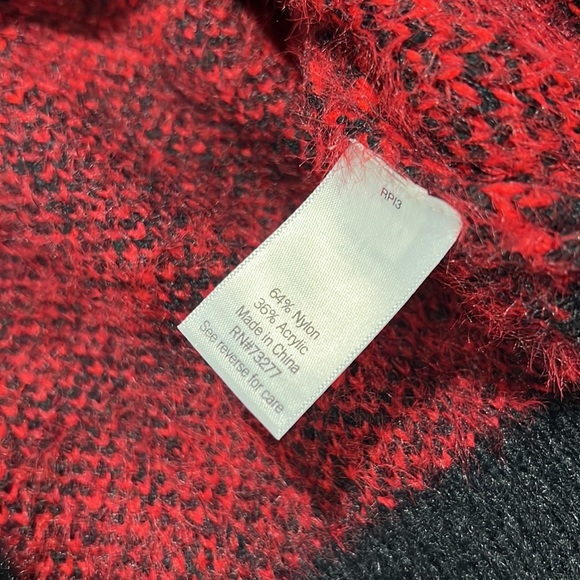 RPI3
64% Nylon
36% Acrylic
Made in China
RN#73277
See reverse for care